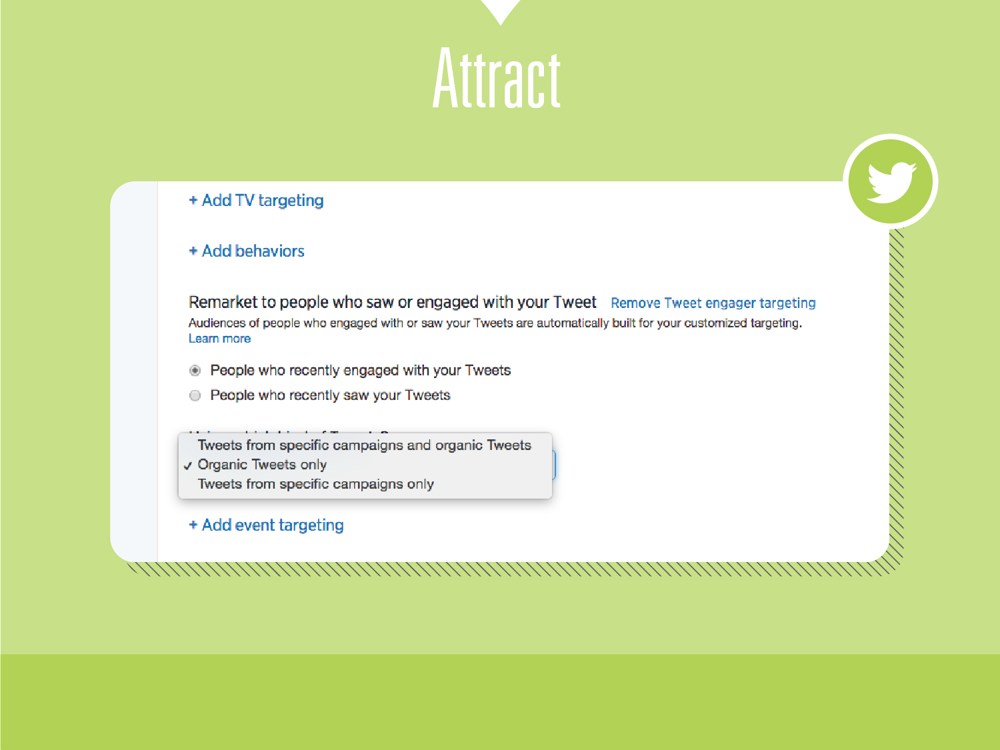 Attract
+ Add TV targeting
+ Add behaviors
Remarket to people who saw or engaged with your Tweet Remove Tweet engager targeting
Audiences of people who engaged with or saw your Tweets are automatically built for your customized targeting.
Learn more
People who recently engaged with your Tweets
People who recently saw your Tweets
Tweets from specific campaigns and organic Tweets
✓ Organic Tweets only
Tweets from specific campaigns only
+ Add event targeting